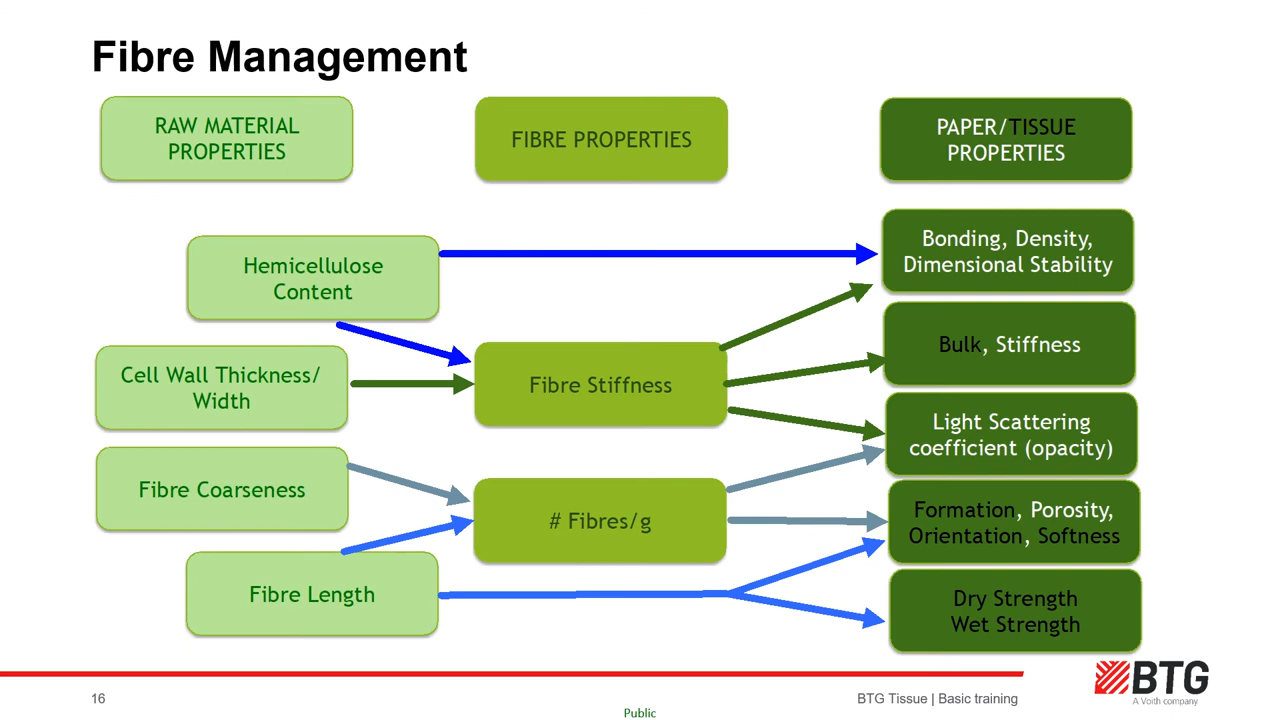 Fibre Management
RAW MATERIAL
PROPERTIES
FIBRE PROPERTIES
PAPER/TISSUE
PROPERTIES
Hemicellulose
Content
Bonding, Density,
Dimensional Stability
Cell Wall Thickness/
Width
Fibre Stiffness
Bulk, Stiffness
Light Scattering
coefficient (opacity)
Fibre Coarseness
# Fibres/g
Formation, Porosity,
Orientation, Softness
Fibre Length
Dry Strength
Wet Strength
16
BTG Tissue | Basic training
BTG
A Voith company
Public